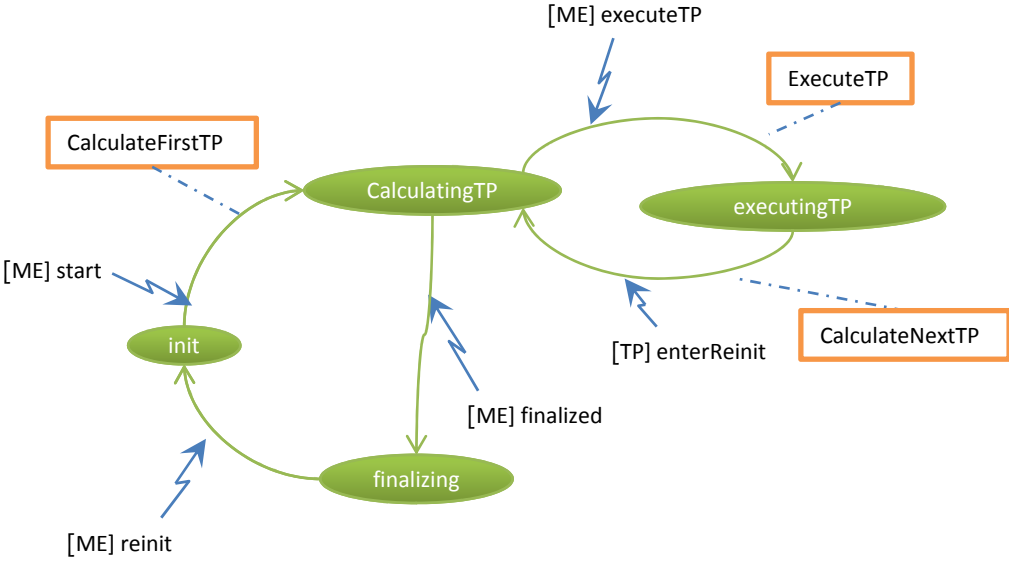 [ME] executeTP
ExecuteTP
CalculateFirstTP
CalculatingTP
executingTP
[ME] start
init
[TP] enterReinit
CalculateNextTP
[ME] finalized
finalizing
[ME] reinit